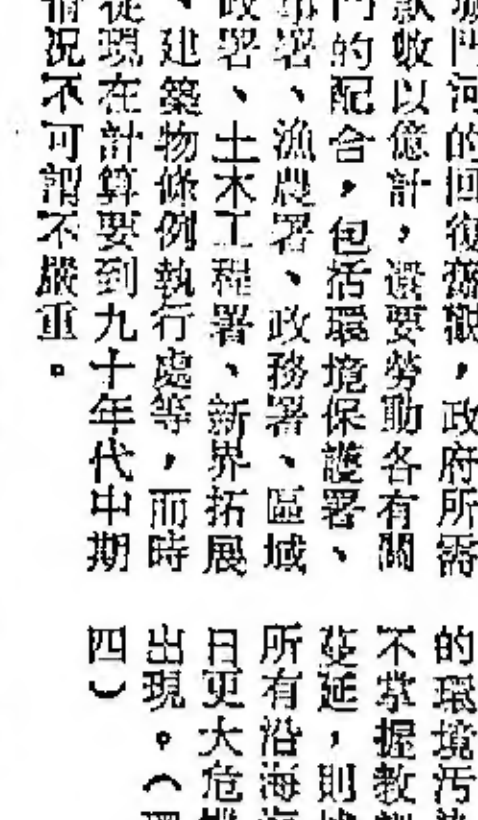 門河的回復舊觀，政府所需
數以億計，還要勞動各有關
門的配合，包括環境保護署、
署、漁農署、政務署、區域
政署、土木工程署、新界拓展
、建築物條例執行處等，而時
從現在計算要到九十年代中期
情況不可謂不嚴重。
的環境污
不掌握教
蔓延，則
所有沿海
日更大危
出現。（
四）